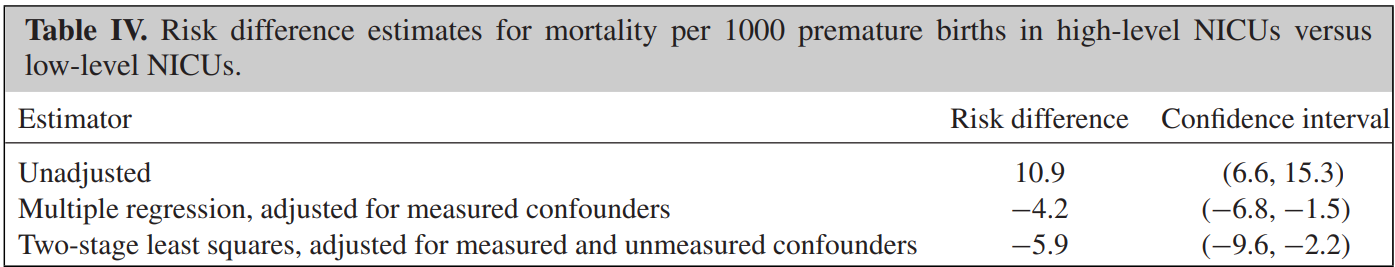 Table IV. Risk difference estimates for mortality per 1000 premature births in high-level NICUs versus
low-level NICUs.
Estimator Risk difference Confidence interval
Unadjusted 10.9 (6.6, 15.3)
Multiple regression, adjusted for measured confounders −4.2 (−6.8, −1.5)
Two-stage least squares, adjusted for measured and unmeasured confounders −5.9 (−9.6, −2.2)